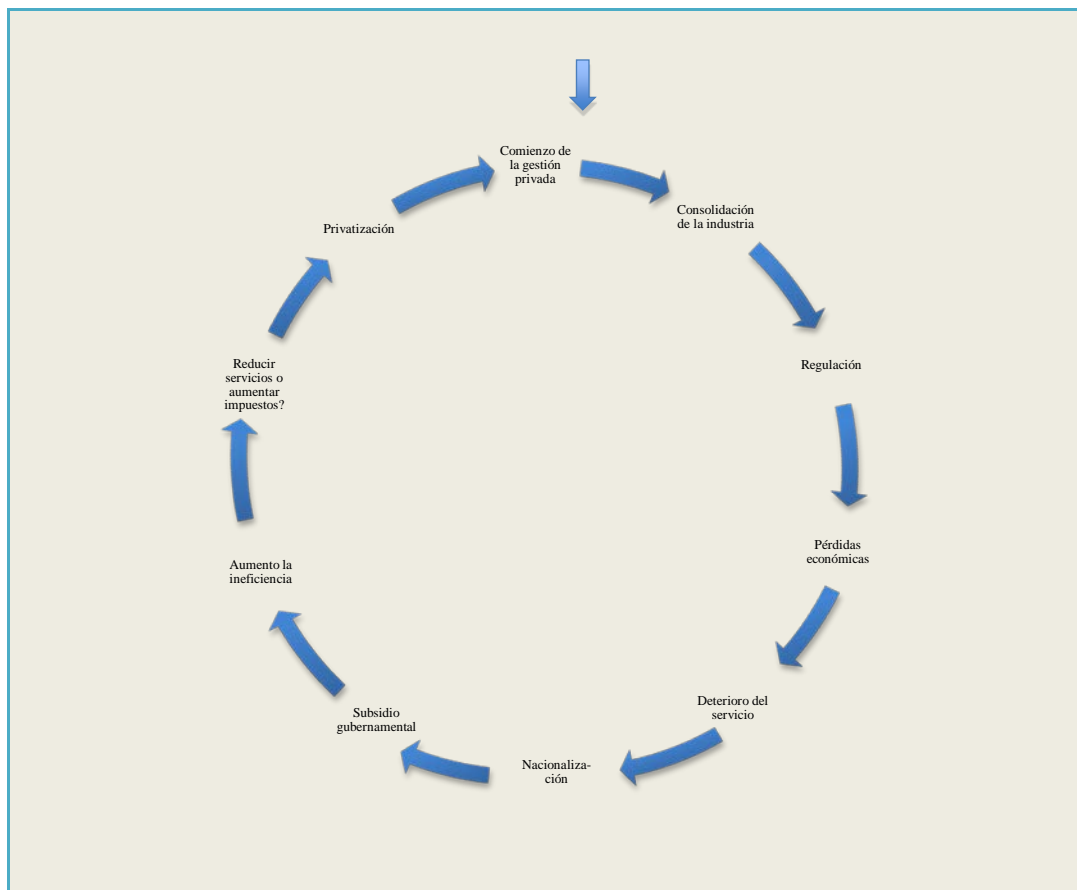 Comienzo de
la gestión
privada
Consolidación
de la industria
Regulación
Pérdidas
económicas
Deterioro del
servicio
Nacionaliza-
ción
Subsidio
gubernamental
Aumento la
ineficiencia
Reducir
servicios o
aumentar
impuestos?
Privatización